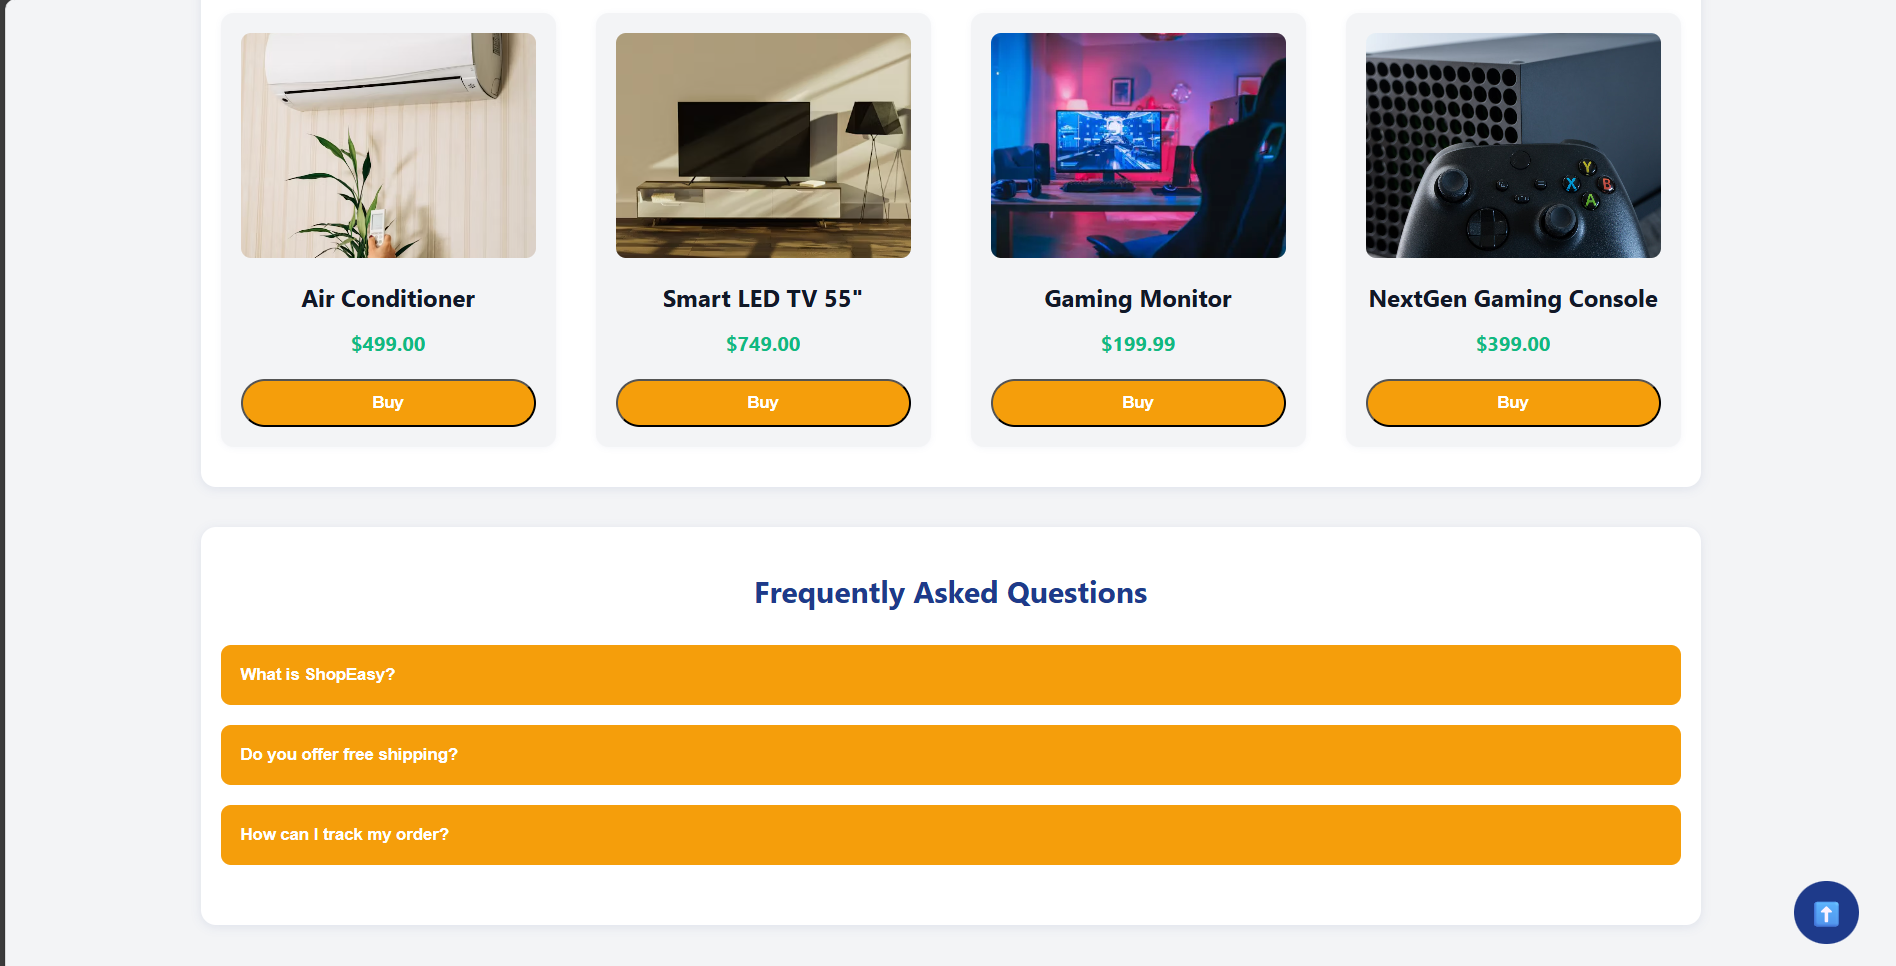 Y
X B
A
Air Conditioner
Smart LED TV 55"
Gaming Monitor
NextGen Gaming Console
$499.00
$749.00
$199.99
$399.00
Buy
Buy
Buy
Buy
Frequently Asked Questions
What is ShopEasy?
Do you offer free shipping?
How can I track my order?